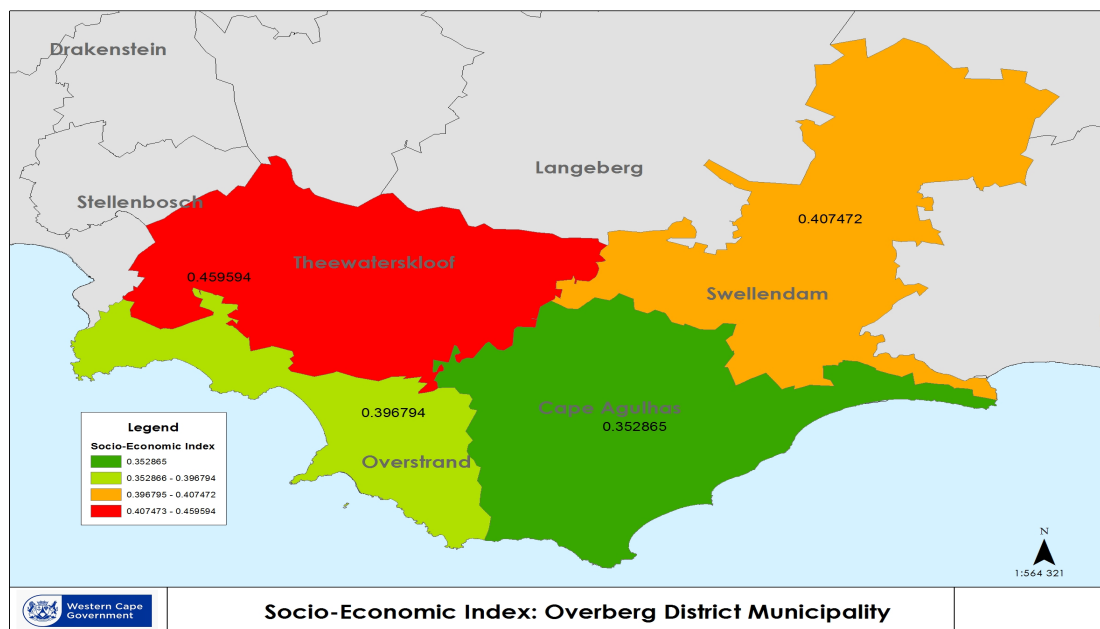 Drakenstein
Langeberg
Stellenbosch
0.407472
Theewaterskloof
0.459594
Swellendam
0.396794
Cape Agulhas
0.352865
Overstrand
Legend
Socio-Economic Index
0.352865
0.352866 - 0.396794
0.396795 - 0.407472
0.407473 - 0.459594
N
1:564 321
Western Cape
Government
Socio-Economic Index: Overberg District Municipality